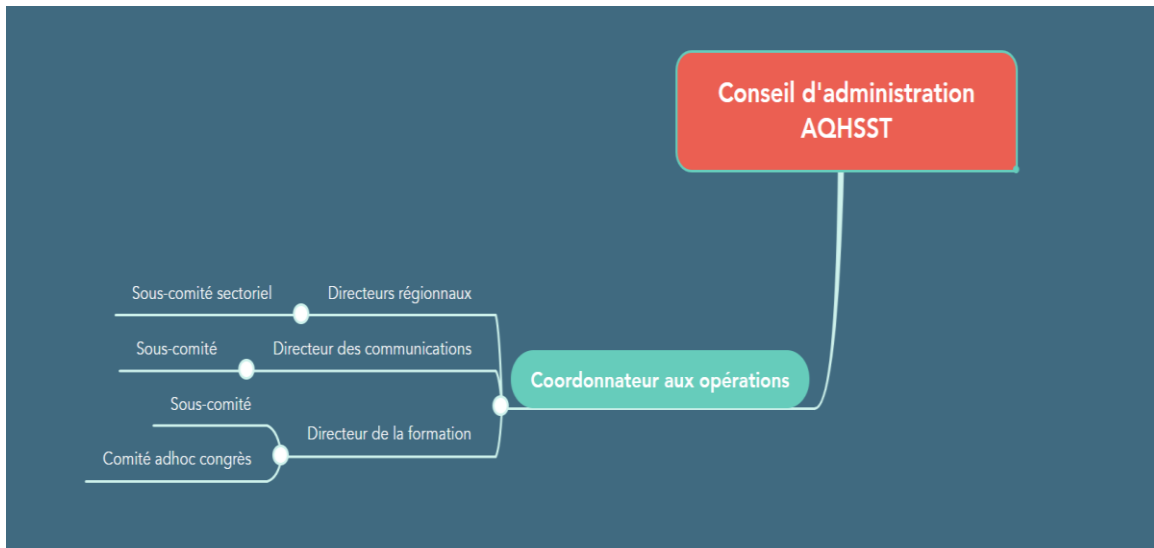 Conseil d'administration
AQHSST
Sous-comité sectoriel
Directeurs régionnaux
Sous-comité
Directeur des communications
Coordonnateur aux opérations
Sous-comité
Directeur de la formation
Comité adhoc congrès